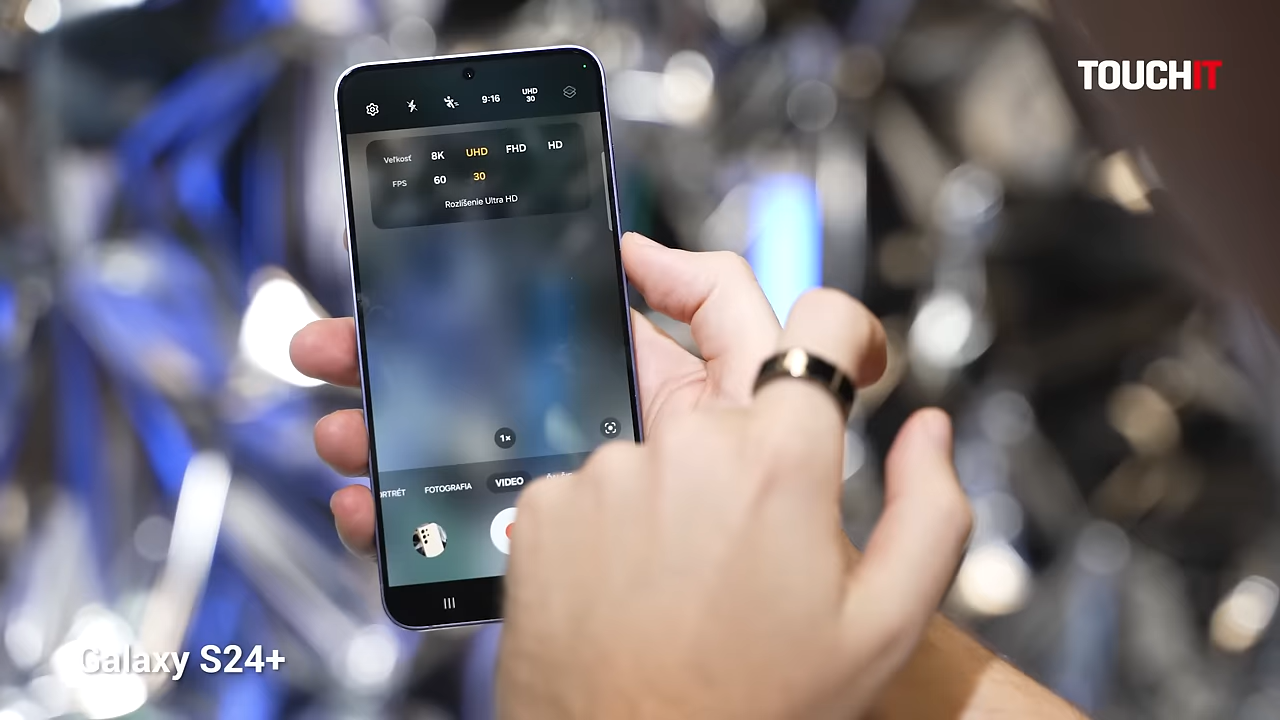 TOUCHIT
9:16
UHD
30
Veľkosť 8K UHD FHD HD
FPS 60 30
Rozlíšenie Ultra HD
1×
FOTOGRAFIA VIDEO
Galaxy S24+